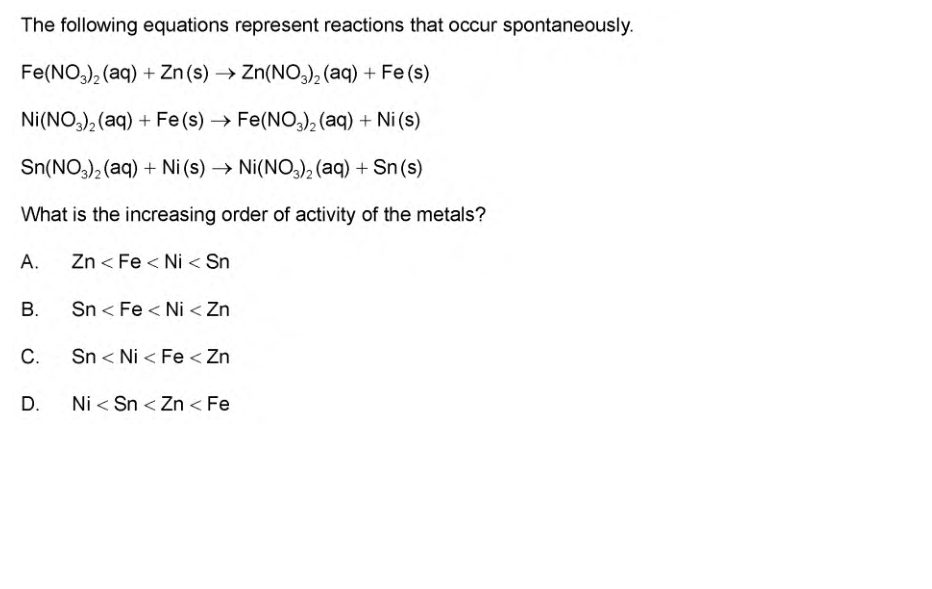 The following equations represent reactions that occur spontaneously.
Fe(NO₃)₂(aq) + Zn(s) → Zn(NO₃)₂(aq) + Fe(s)
Ni(NO₃)₂(aq) + Fe(s) → Fe(NO₃)₂(aq) + Ni(s)
Sn(NO₃)₂(aq) + Ni(s) → Ni(NO₃)₂(aq) + Sn(s)
What is the increasing order of activity of the metals?
A. Zn < Fe < Ni < Sn
B. Sn < Fe < Ni < Zn
C. Sn < Ni < Fe < Zn
D. Ni < Sn < Zn < Fe